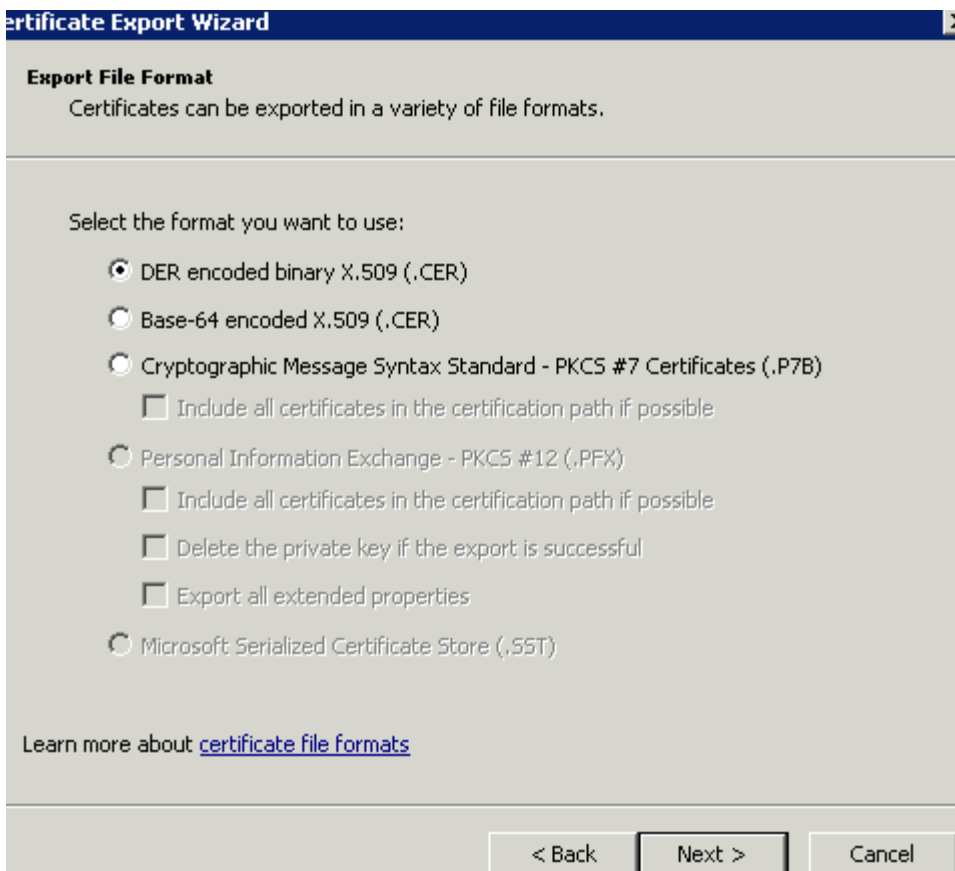 ertificate Export Wizard
Export File Format
Certificates can be exported in a variety of file formats.
Select the format you want to use:
DER encoded binary X.509 (.CER)
Base-64 encoded X.509 (.CER)
Cryptographic Message Syntax Standard - PKCS #7 Certificates (.P7B)
Include all certificates in the certification path if possible
Personal Information Exchange - PKCS #12 (.PFX)
Include all certificates in the certification path if possible
Delete the private key if the export is successful
Export all extended properties
Microsoft Serialized Certificate Store (.SST)
Learn more about certificate file formats
< Back Next > Cancel